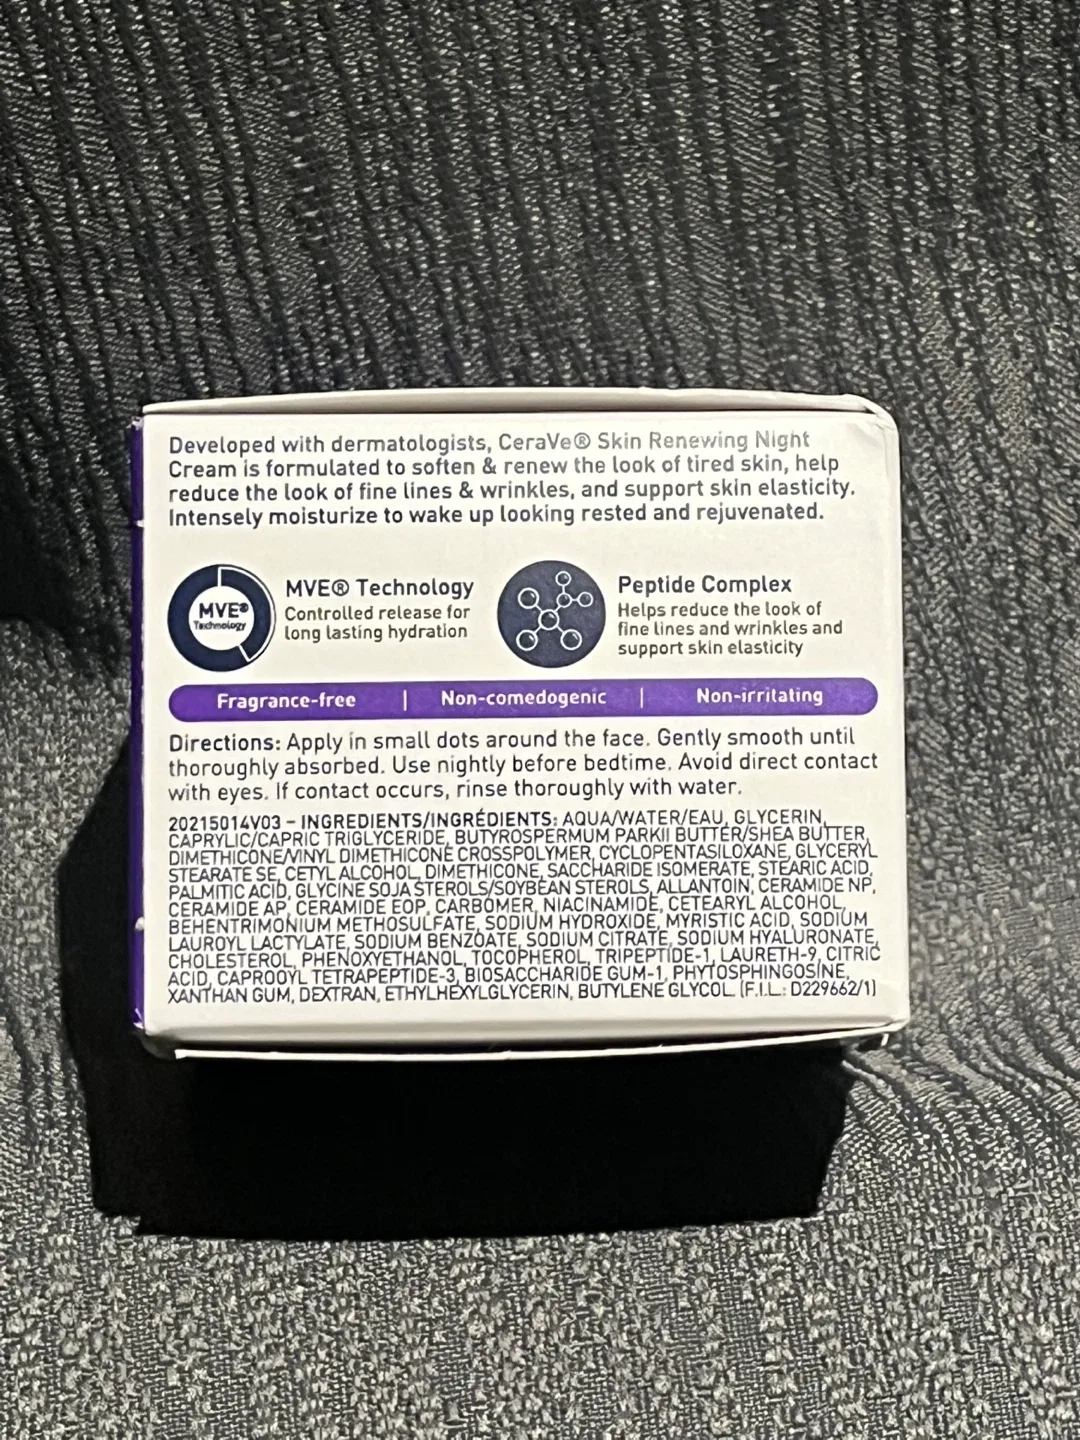 Developed with dermatologists, CeraVe® Skin Renewing Night
Cream is formulated to soften & renew the look of tired skin, help
reduce the look of fine lines & wrinkles, and support skin elasticity.
Intensely moisturize to wake up looking rested and rejuvenated.
MVE®
Technology
MVE® Technology
Controlled release for
long lasting hydration
Peptide Complex
Helps reduce the look of
fine lines and wrinkles and
support skin elasticity
Fragrance-free | Non-comedogenic | Non-irritating
Directions: Apply in small dots around the face. Gently smooth until
thoroughly absorbed. Use nightly before bedtime. Avoid direct contact
with eyes. If contact occurs, rinse thoroughly with water.
20215014V03 – INGREDIENTS/INGRÉDIENTS: AQUA/WATER/EAU, GLYCERIN,
CAPRYLIC/CAPRIC TRIGLYCERIDE, BUTYROSPERMUM PARKII BUTTER/SHEA BUTTER,
DIMETHICONE/VINYL DIMETHICONE CROSSPOLYMER, CYCLOPENTASILOXANE, GLYCERYL
STEARATE SE, CETYL ALCOHOL, DIMETHICONE, SACCHARIDE ISOMERATE, STEARIC ACID,
PALMITIC ACID, GLYCINE SOJA STEROLS/SOYBEAN STEROLS, ALLANTOIN, CERAMIDE NP,
CERAMIDE AP, CERAMIDE EOP, CARBOMER, NIACINAMIDE, CETEARYL ALCOHOL,
BEHENTRIMONIUM METHOSULFATE, SODIUM HYDROXIDE, MYRISTIC ACID, SODIUM
LAUROYL LACTYLATE, SODIUM BENZOATE, SODIUM CITRATE, SODIUM HYALURONATE,
CHOLESTEROL, PHENOXYETHANOL, TOCOPHEROL, TRIPEPTIDE-1, LAURETH-9, CITRIC
ACID, CAPROOYL TETRAPEPTIDE-3, BIOSACCHARIDE GUM-1, PHYTOSPHINGOSINE,
XANTHAN GUM, DEXTRAN, ETHYLHEXYLGLYCERIN, BUTYLENE GLYCOL (F.I.L.: D229662/1)